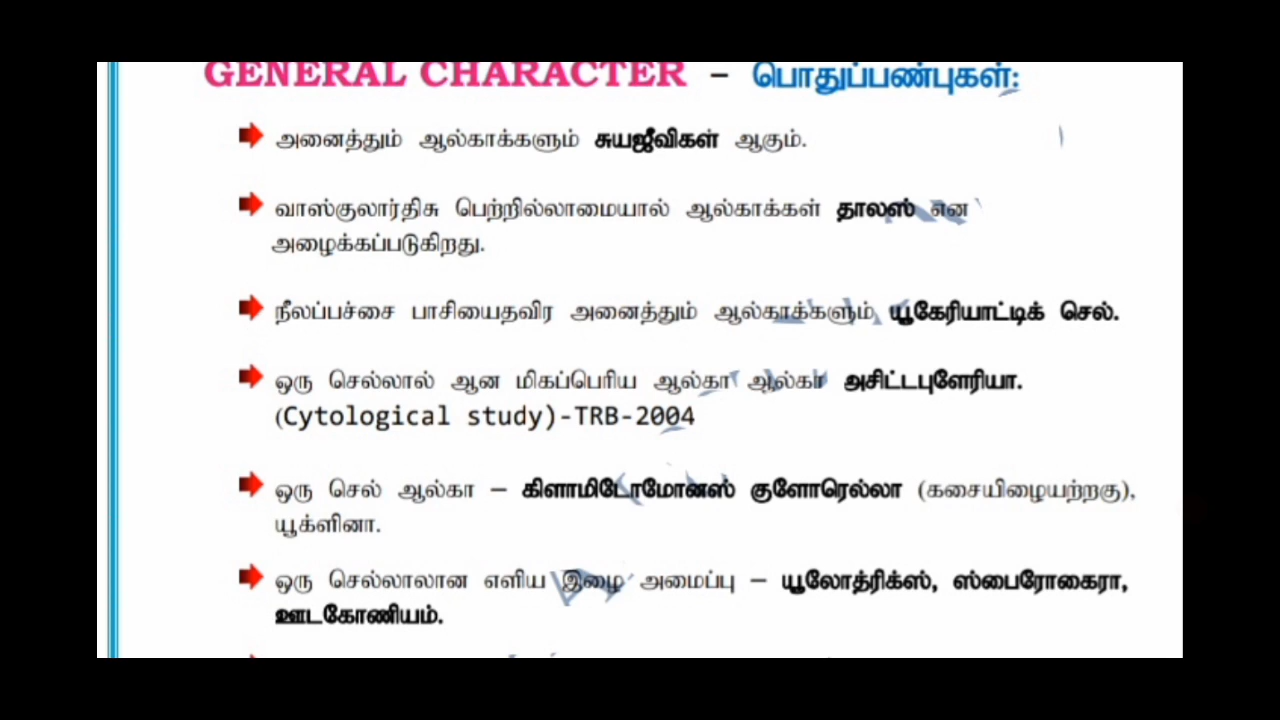 GENERAL CHARACTER – பொதுப்பண்புகள்:
அனைத்தும் ஆல்காக்களும் சுயஜீவிகள் ஆகும்.
வாஸ்குலார்திசு பெற்றில்லாமையால் ஆல்காக்கள் தாலஸ் என
அழைக்கப்படுகிறது.
நீலப்பச்சை பாசியைதவிர அனைத்தும் ஆல்காக்களும் யூகேரியாட்டிக் செல்.
ஒரு செல்லால் ஆன மிகப்பெரிய ஆல்கா ஆல்கா அசிட்டபுளேரியா.
(Cytological study)-TRB-2004
ஒரு செல் ஆல்கா – கிளாமிடோமோனஸ் குளோரெல்லா (கசையிழையற்றகு),
யூக்ளினா.
ஒரு செல்லாலான எளிய இழை அமைப்பு – யூலோத்ரிக்ஸ், ஸ்பைரோகைரா,
ஊடகோணியம்.